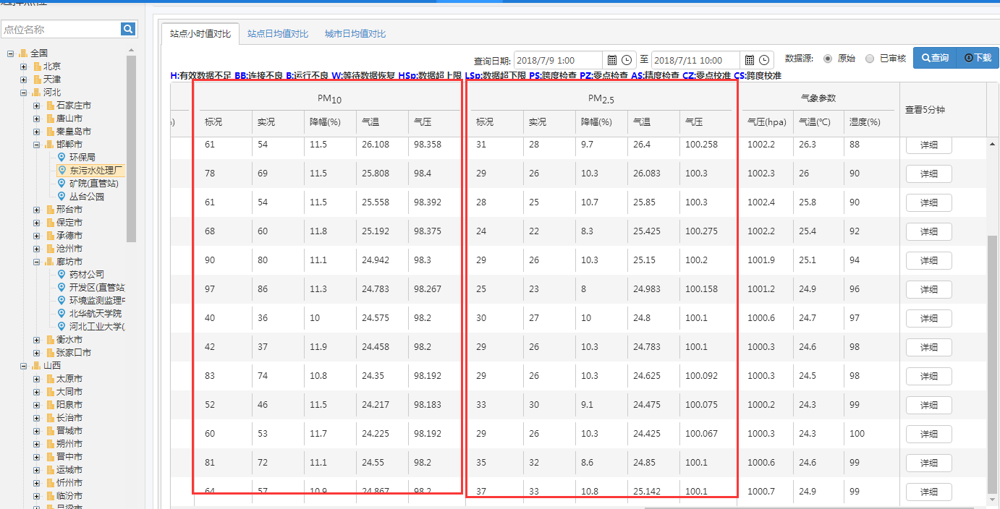 点位名称
全国
北京
天津
河北
石家庄市
唐山市
秦皇岛市
邯郸市
环保局
东污水处理厂
矿院(直管站)
丛台公园
邢台市
保定市
承德市
沧州市
廊坊市
药材公司
开发区(直管站
环境监测监理中
北华航天学院
河北工业大学(
衡水市
张家口市
山西
太原市
大同市
阳泉市
长治市
晋城市
朔州市
晋中市
运城市
忻州市
临汾市
站点小时值对比 站点日均值对比 城市日均值对比
查询日期: 2018/7/9 1:00 至 2018/7/11 10:00 数据源: 原始 已审核 查询 下载
H:有效数据不足 BB:连接不良 B:运行不良 W:等待数据恢复 HSp:数据超上限 LSp:数据超下限 PS:跨度检查 PZ:零点检查 AS:精度检查 CZ:零点校准 CS:跨度校准
PM10 PM2.5 气象参数 查看5分钟
%) 标况 实况 降幅(%) 气温 气压 标况 实况 降幅(%) 气温 气压 气压(hpa) 气温(℃) 湿度(%)
61 54 11.5 26.108 98.358 31 28 9.7 26.4 100.258 1002.2 26.3 88 详细
78 69 11.5 25.808 98.4 29 26 10.3 26.083 100.3 1002.3 26 90 详细
61 54 11.5 25.558 98.392 28 25 10.7 25.85 100.3 1002.4 25.8 90 详细
68 60 11.8 25.192 98.375 24 22 8.3 25.425 100.275 1002.2 25.4 92 详细
90 80 11.1 24.942 98.3 29 26 10.3 25.15 100.2 1001.9 25.1 94 详细
97 86 11.3 24.783 98.267 25 23 8 24.983 100.158 1001.2 24.9 96 详细
40 36 10 24.575 98.2 30 27 10 24.8 100.1 1000.6 24.7 97 详细
42 37 11.9 24.458 98.2 29 26 10.3 24.783 100.1 1000.3 24.6 98 详细
83 74 10.8 24.35 98.192 29 26 10.3 24.625 100.092 1000.3 24.5 98 详细
52 46 11.5 24.217 98.183 33 30 9.1 24.475 100.075 1000.2 24.3 99 详细
60 53 11.7 24.225 98.192 29 26 10.3 24.425 100.067 1000.3 24.3 100 详细
81 72 11.1 24.55 98.2 35 32 8.6 24.85 100.1 1000.6 24.6 99 详细
64 57 10.9 24.867 98.2 37 33 10.8 25.142 100.1 1000.7 24.9 99 详细